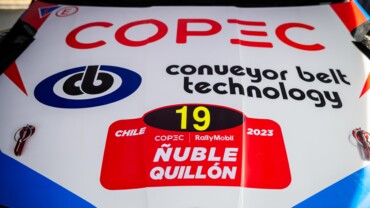 COPEC
cb conveyor belt
technology
19
CHILE COPEC RallyMobil 2023
ÑUBLE
QUILLÓN